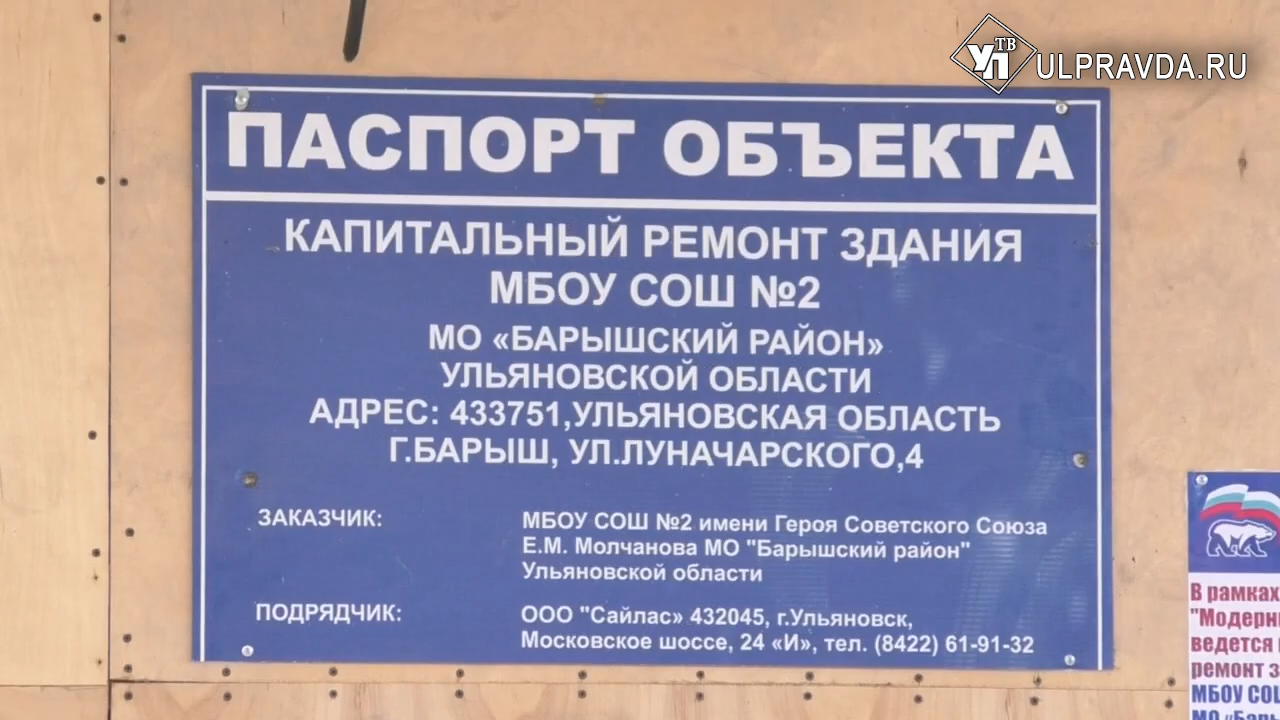 УП ТВ ULPRAVDA.RU
ПАСПОРТ ОБЪЕКТА
КАПИТАЛЬНЫЙ РЕМОНТ ЗДАНИЯ
МБОУ СОШ №2
МО «БАРЫШСКИЙ РАЙОН»
УЛЬЯНОВСКОЙ ОБЛАСТИ
АДРЕС: 433751,УЛЬЯНОВСКАЯ ОБЛАСТЬ
Г.БАРЫШ, УЛ.ЛУНАЧАРСКОГО,4
ЗАКАЗЧИК: МБОУ СОШ №2 имени Героя Советского Союза
Е.М. Молчанова МО "Барышский район"
Ульяновской области
ПОДРЯДЧИК: ООО "Сайлас» 432045, г.Ульяновск,
Московское шоссе, 24 «И», тел. (8422) 61-91-32
В рамках
ведется
ремонт
МБОУ
МО